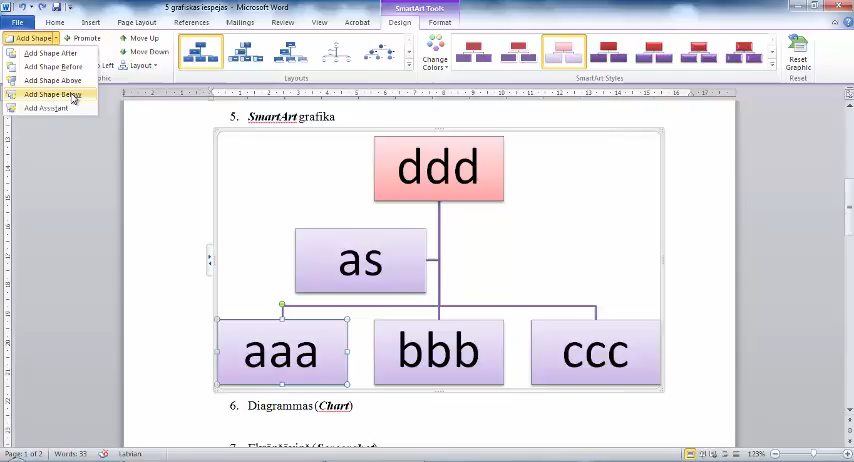 5 grafiskas iespejas - Microsoft Word
SmartArt Tools
File Home Insert Page Layout References Mailings Review View Acrobat Design Format
Add Shape Promote Move Up
Add Shape After
Move Down
Add Shape Before
Left Layout
Add Shape Above
Add Shape Below
Add Assistant
Change Colors
Reset Graphic
Layouts SmartArt Styles Reset
5. SmartArt grafika
ddd
as
aaa bbb ccc
6. Diagrammas (Chart)
Page: 1 of 2 Words: 33 Latvian 123%